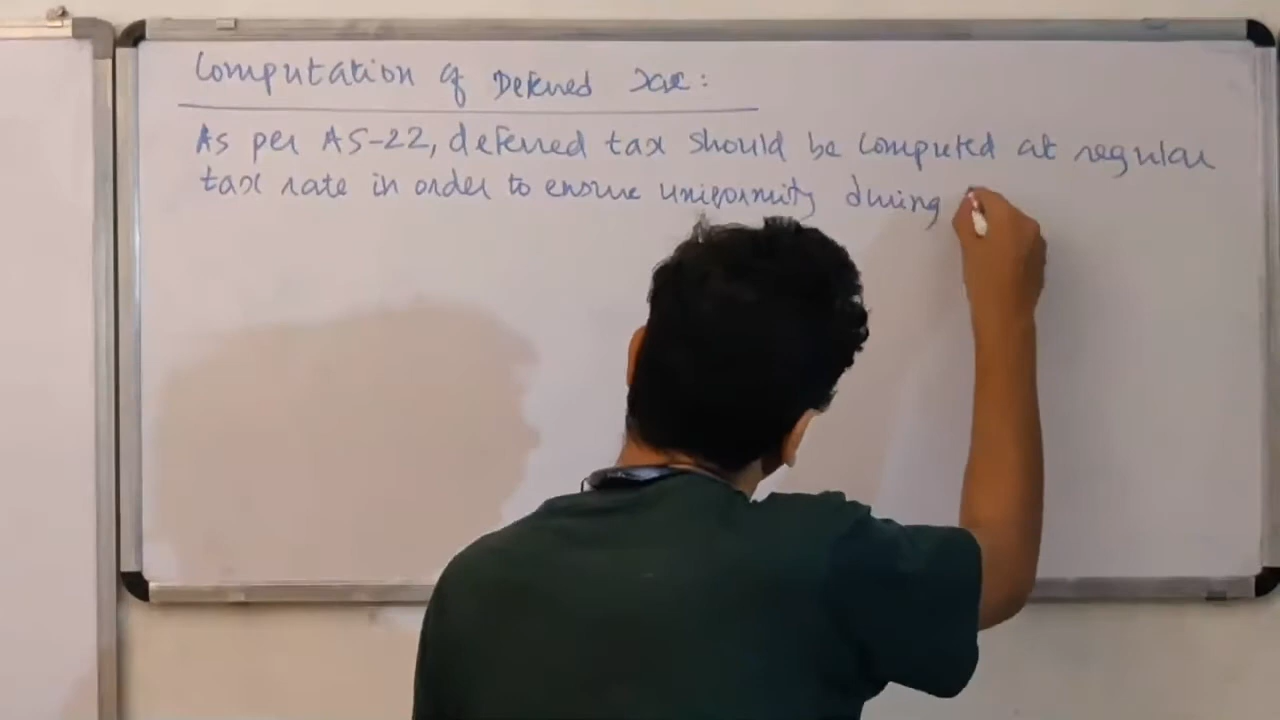 Computation of Deferred Tax:
As per AS-22, deferred tax should be computed at regular
tax rate in order to ensure uniformity during